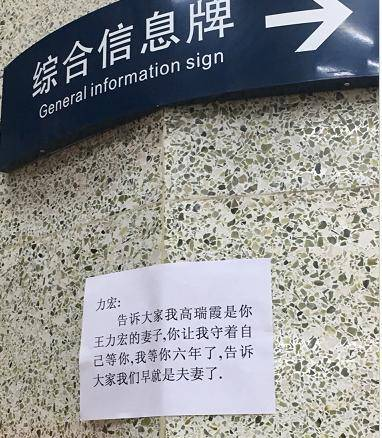 综合信息牌
General information sign
力宏:
告诉大家我高瑞霞是你
王力宏的妻子,你让我守着自
己等你,我等你六年了,告诉
大家我们早就是夫妻了.